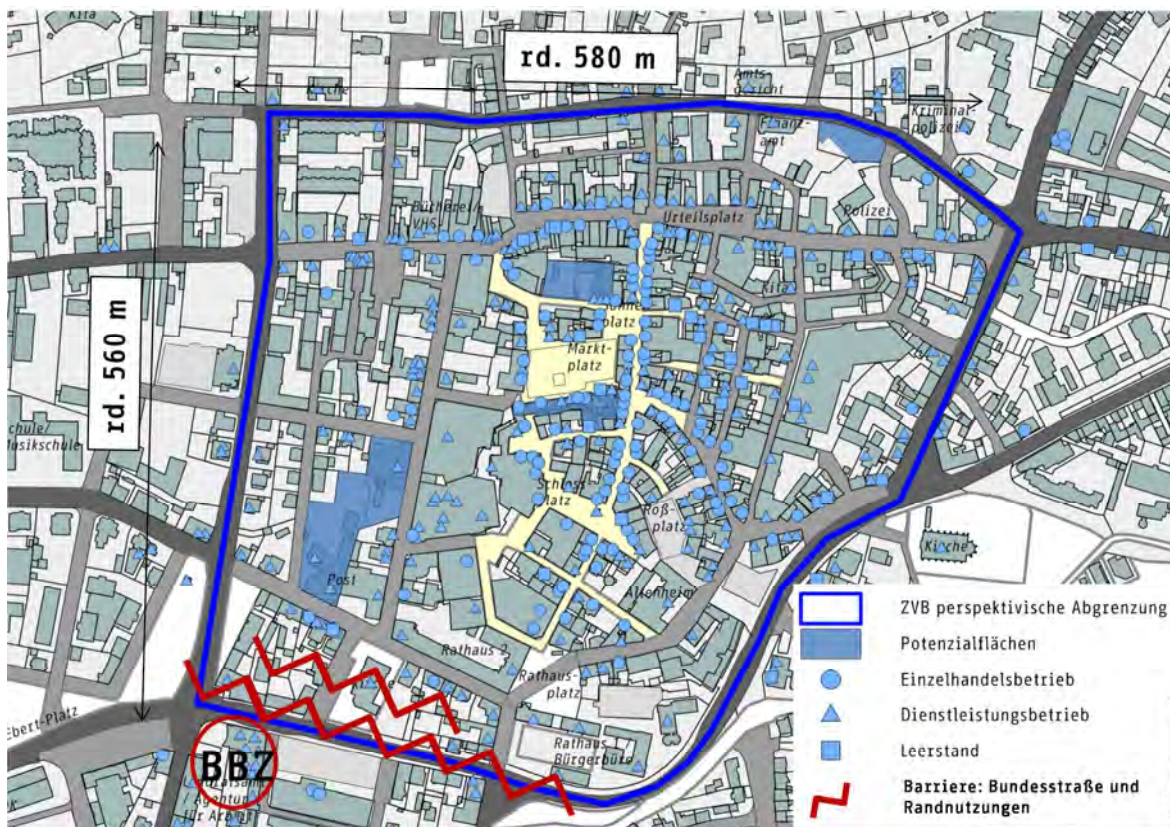 Kita
rd. 580 m
Kirche
Amts-
gericht
Finanz-
amt
Kriminal-
polizei
Bücherei/
VHS
Urteilsplatz
Polizei
Kita
rd. 560 m
platz
Markt-
platz
Schule/
Musikschule
Schloss-
platz
Roß-
platz
Kirche
Post
Altenheim
Rathaus 2
Rathaus-
platz
Ebert-Platz
Rathaus 1 /
Bürgerbüro
BBZ
/ Agentur
für Arbeit
ZVB perspektivische Abgrenzung
Potenzialflächen
Einzelhandelsbetrieb
Dienstleistungsbetrieb
Leerstand
Barriere: Bundesstraße und
Randnutzungen